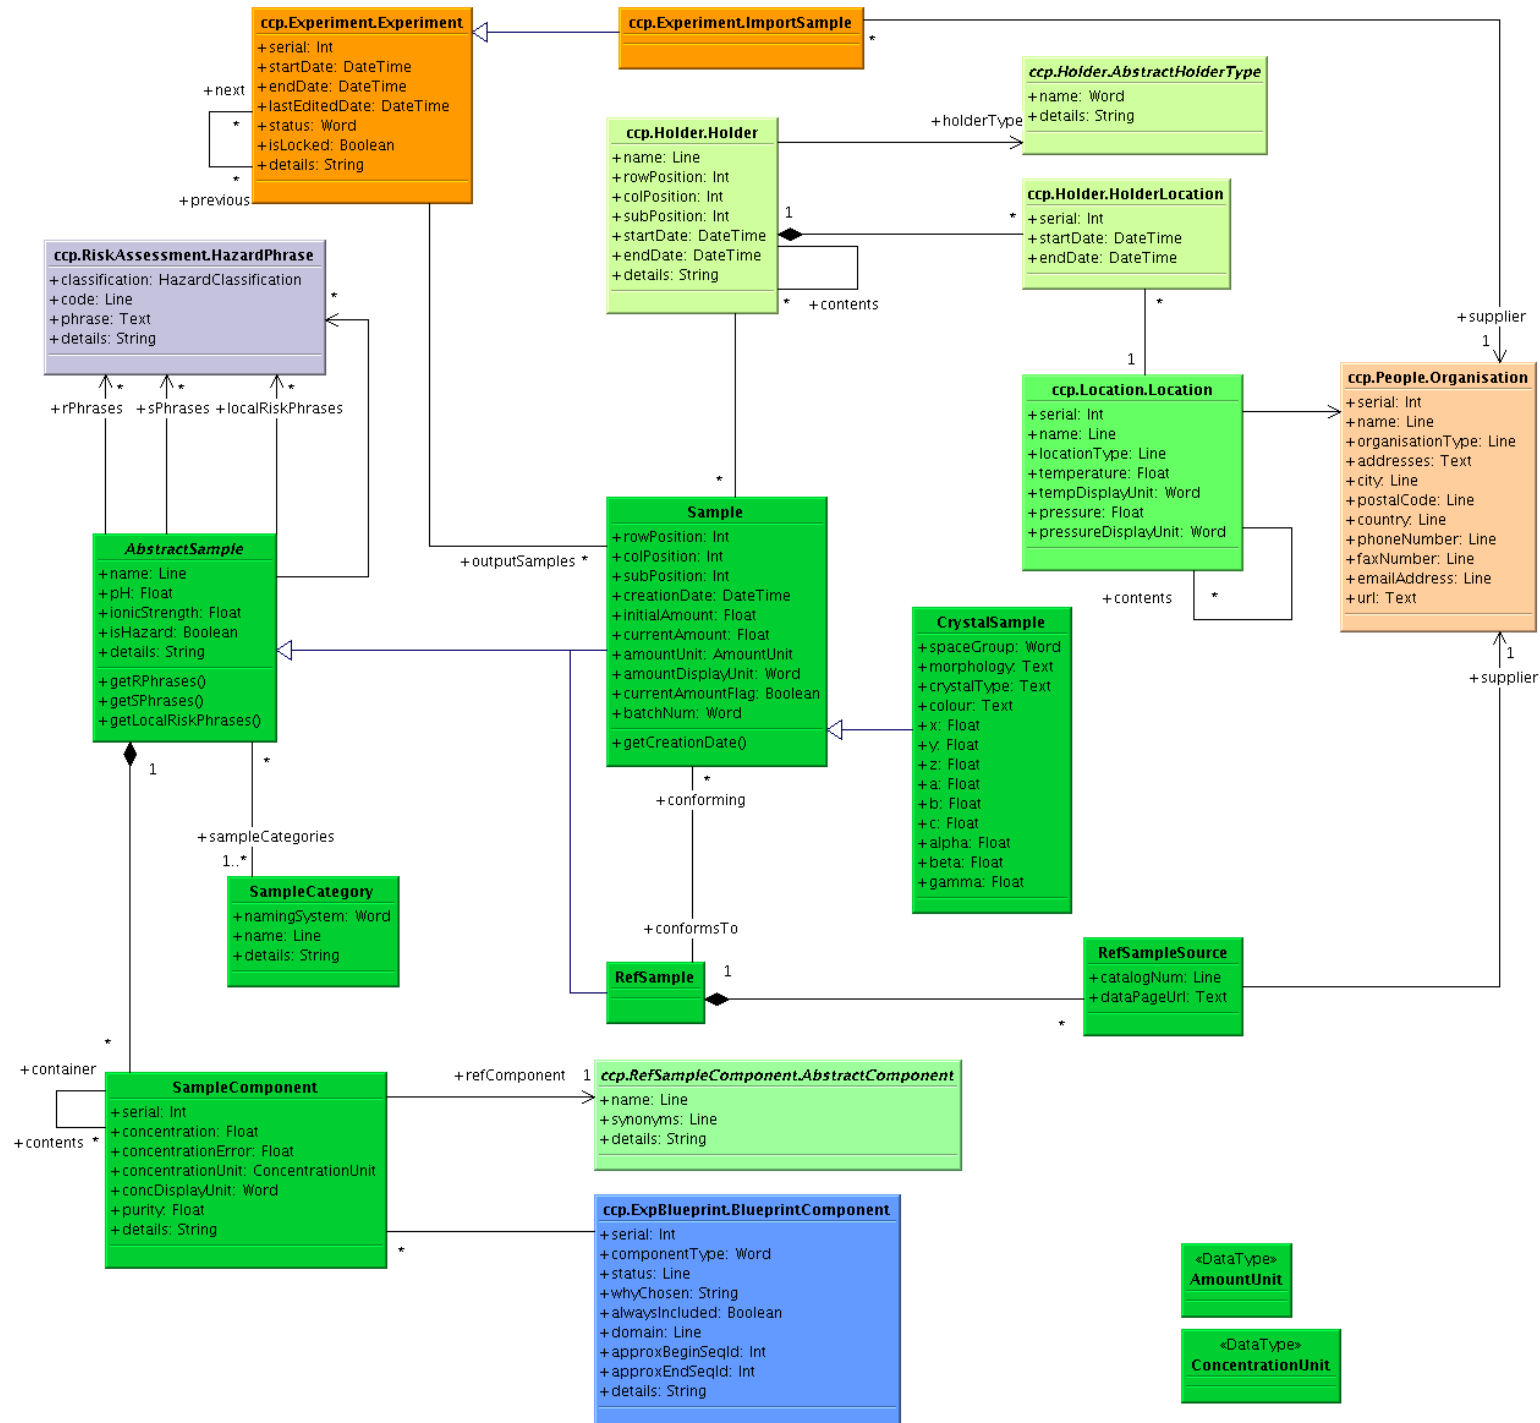 ccp.Experiment.Experiment
+serial: Int
+startDate: DateTime
+endDate: DateTime
+lastEditedDate: DateTime
+status: Word
+isLocked: Boolean
+details: String
+next
*
*
+previous
ccp.Experiment.ImportSample
*
ccp.Holder.AbstractHolderType
+name: Word
+details: String
+holderType
ccp.Holder.Holder
+name: Line
+rowPosition: Int
+colPosition: Int
+subPosition: Int
+startDate: DateTime
+endDate: DateTime
+details: String
1
*
*
+contents
ccp.Holder.HolderLocation
+serial: Int
+startDate: DateTime
+endDate: DateTime
*
1
+supplier
1
ccp.RiskAssessment.HazardPhrase
+classification: HazardClassification
+code: Line
+phrase: Text
+details: String
*
*
*
*
+rPhrases
+sPhrases
+localRiskPhrases
ccp.Location.Location
+serial: Int
+name: Line
+locationType: Line
+temperature: Float
+tempDisplayUnit: Word
+pressure: Float
+pressureDisplayUnit: Word
+contents
*
ccp.People.Organisation
+serial: Int
+name: Line
+organisationType: Line
+addresses: Text
+city: Line
+postalCode: Line
+country: Line
+phoneNumber: Line
+faxNumber: Line
+emailAddress: Line
+url: Text
1
+supplier
*
Sample
+rowPosition: Int
+colPosition: Int
+subPosition: Int
+creationDate: DateTime
+initialAmount: Float
+currentAmount: Float
+amountUnit: AmountUnit
+amountDisplayUnit: Word
+currentAmountFlag: Boolean
+batchNum: Word
+getCreationDate()
+outputSamples *
AbstractSample
+name: Line
+pH: Float
+ionicStrength: Float
+isHazard: Boolean
+details: String
+getRPhrases()
+getSPhrases()
+getLocalRiskPhrases()
1
*
CrystalSample
+spaceGroup: Word
+morphology: Text
+crystalType: Text
+colour: Text
+x: Float
+y: Float
+z: Float
+a: Float
+b: Float
+c: Float
+alpha: Float
+beta: Float
+gamma: Float
*
+conforming
+sampleCategories
1..*
SampleCategory
+namingSystem: Word
+name: Line
+details: String
+conformsTo
RefSample
1
*
RefSampleSource
+catalogNum: Line
+dataPageUrl: Text
*
+container
+contents *
SampleComponent
+serial: Int
+concentration: Float
+concentrationError: Float
+concentrationUnit: ConcentrationUnit
+concDisplayUnit: Word
+purity: Float
+details: String
+refComponent 1
*
ccp.RefSampleComponent.AbstractComponent
+name: Line
+synonyms: Line
+details: String
ccp.ExpBlueprint.BlueprintComponent
+serial: Int
+componentType: Word
+status: Line
+whyChosen: String
+alwaysIncluded: Boolean
+domain: Line
+approxBeginSeqId: Int
+approxEndSeqId: Int
+details: String
«DataType»
AmountUnit
«DataType»
ConcentrationUnit